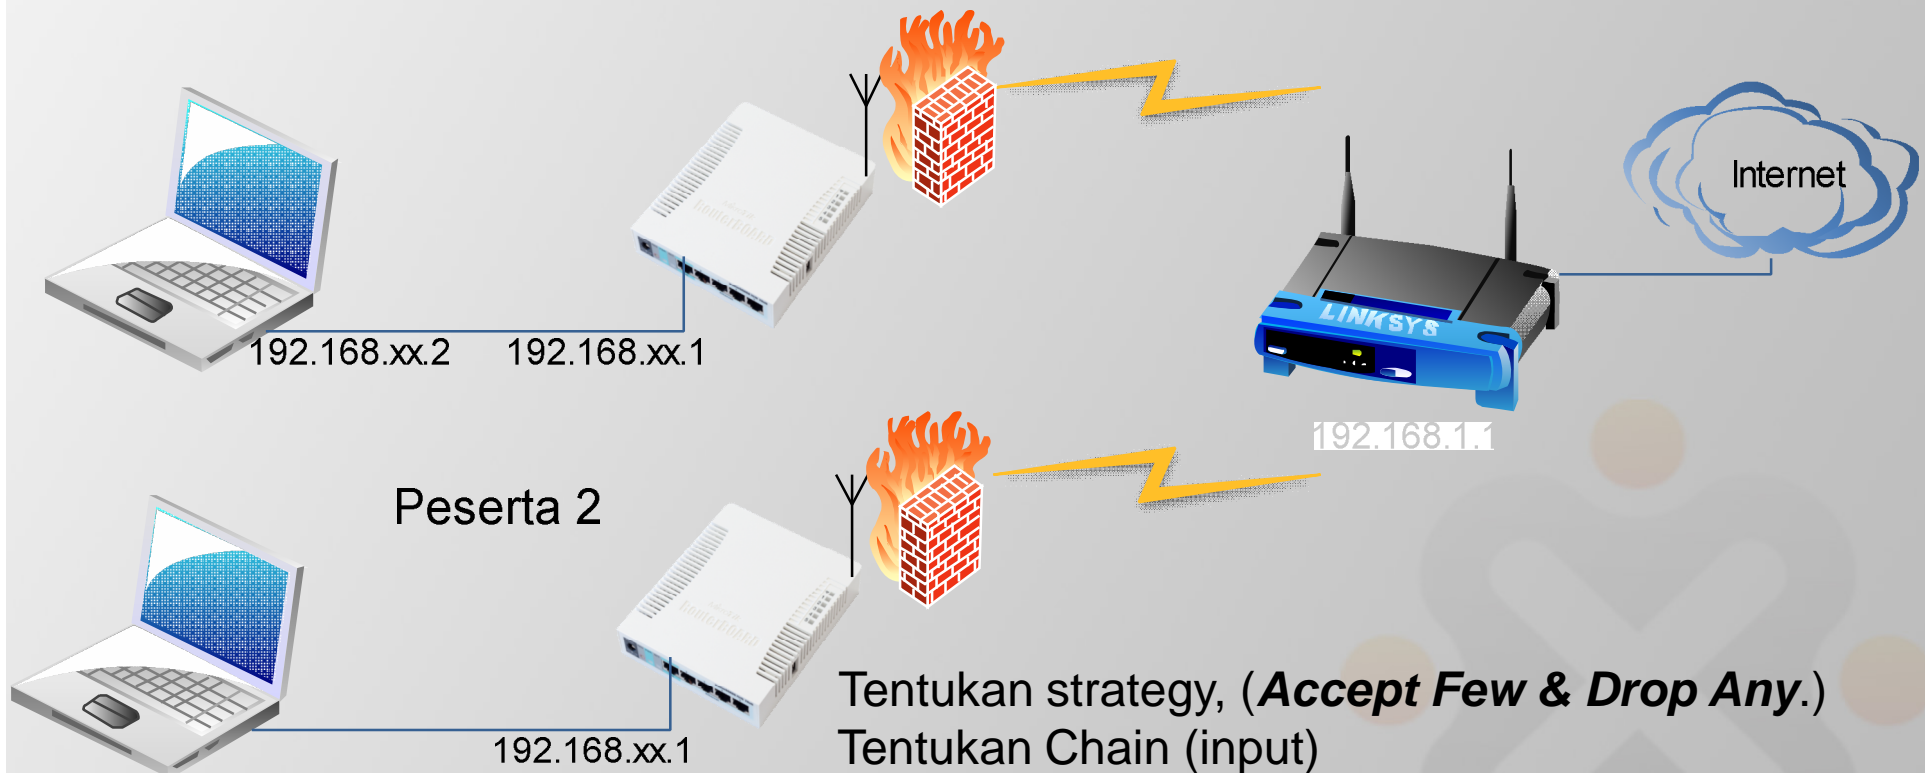 Internet
LINKSYS
192.168.xx.2
192.168.xx.1
192.168.1.1
Peserta 2
192.168.xx.1
Tentukan strategy, (Accept Few & Drop Any.)
Tentukan Chain (input)